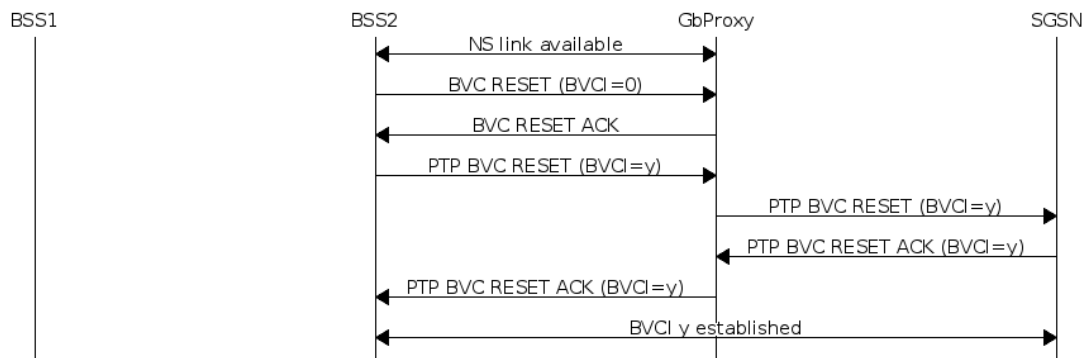 BSS1 BSS2 GbProxy SGSN
NS link available
BVC RESET (BVCI=0)
BVC RESET ACK
PTP BVC RESET (BVCI=y)
PTP BVC RESET (BVCI=y)
PTP BVC RESET ACK (BVCI=y)
PTP BVC RESET ACK (BVCI=y)
BVCI y established